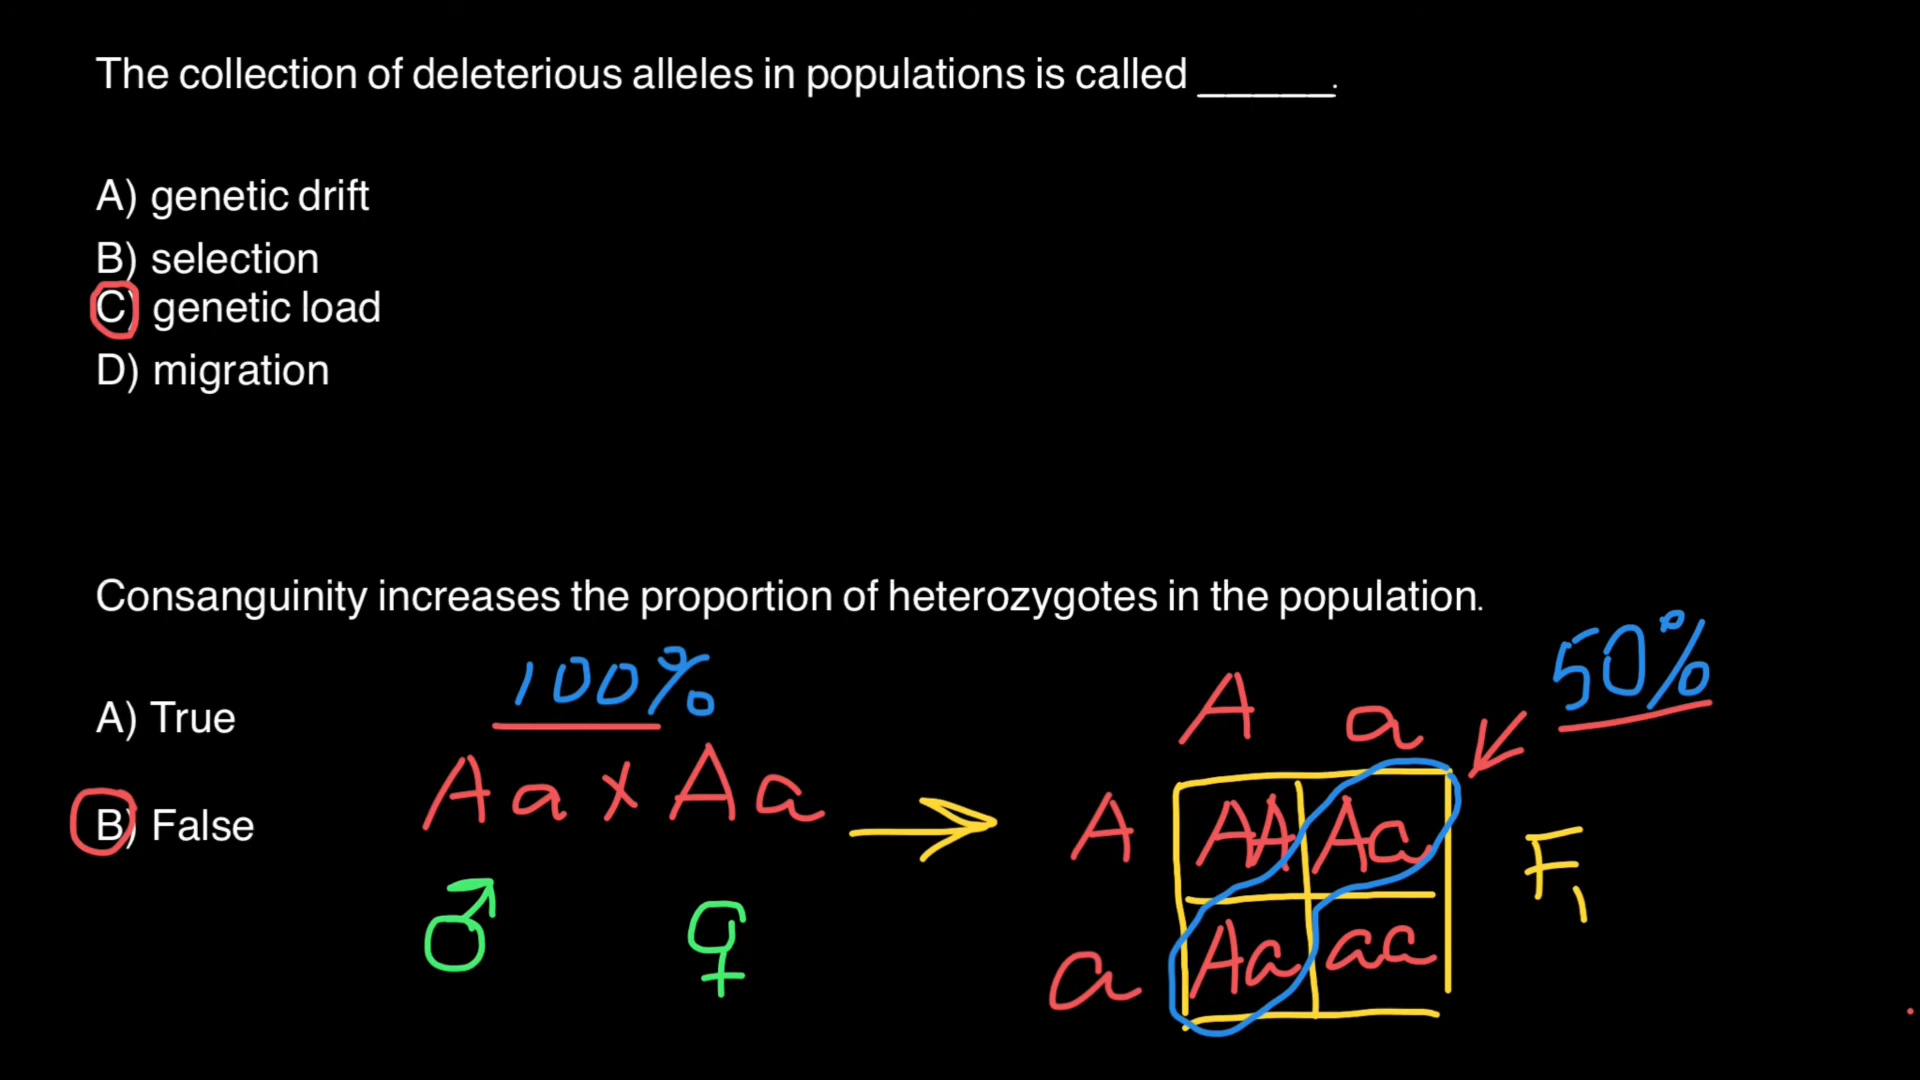 The collection of deleterious alleles in populations is called _____.
A) genetic drift
B) selection
C) genetic load
D) migration
Consanguinity increases the proportion of heterozygotes in the population.
A) True
B) False
100%
Aa x Aa
♂ ♀
50%
A a
A AA Aa
a Aa aa
F1